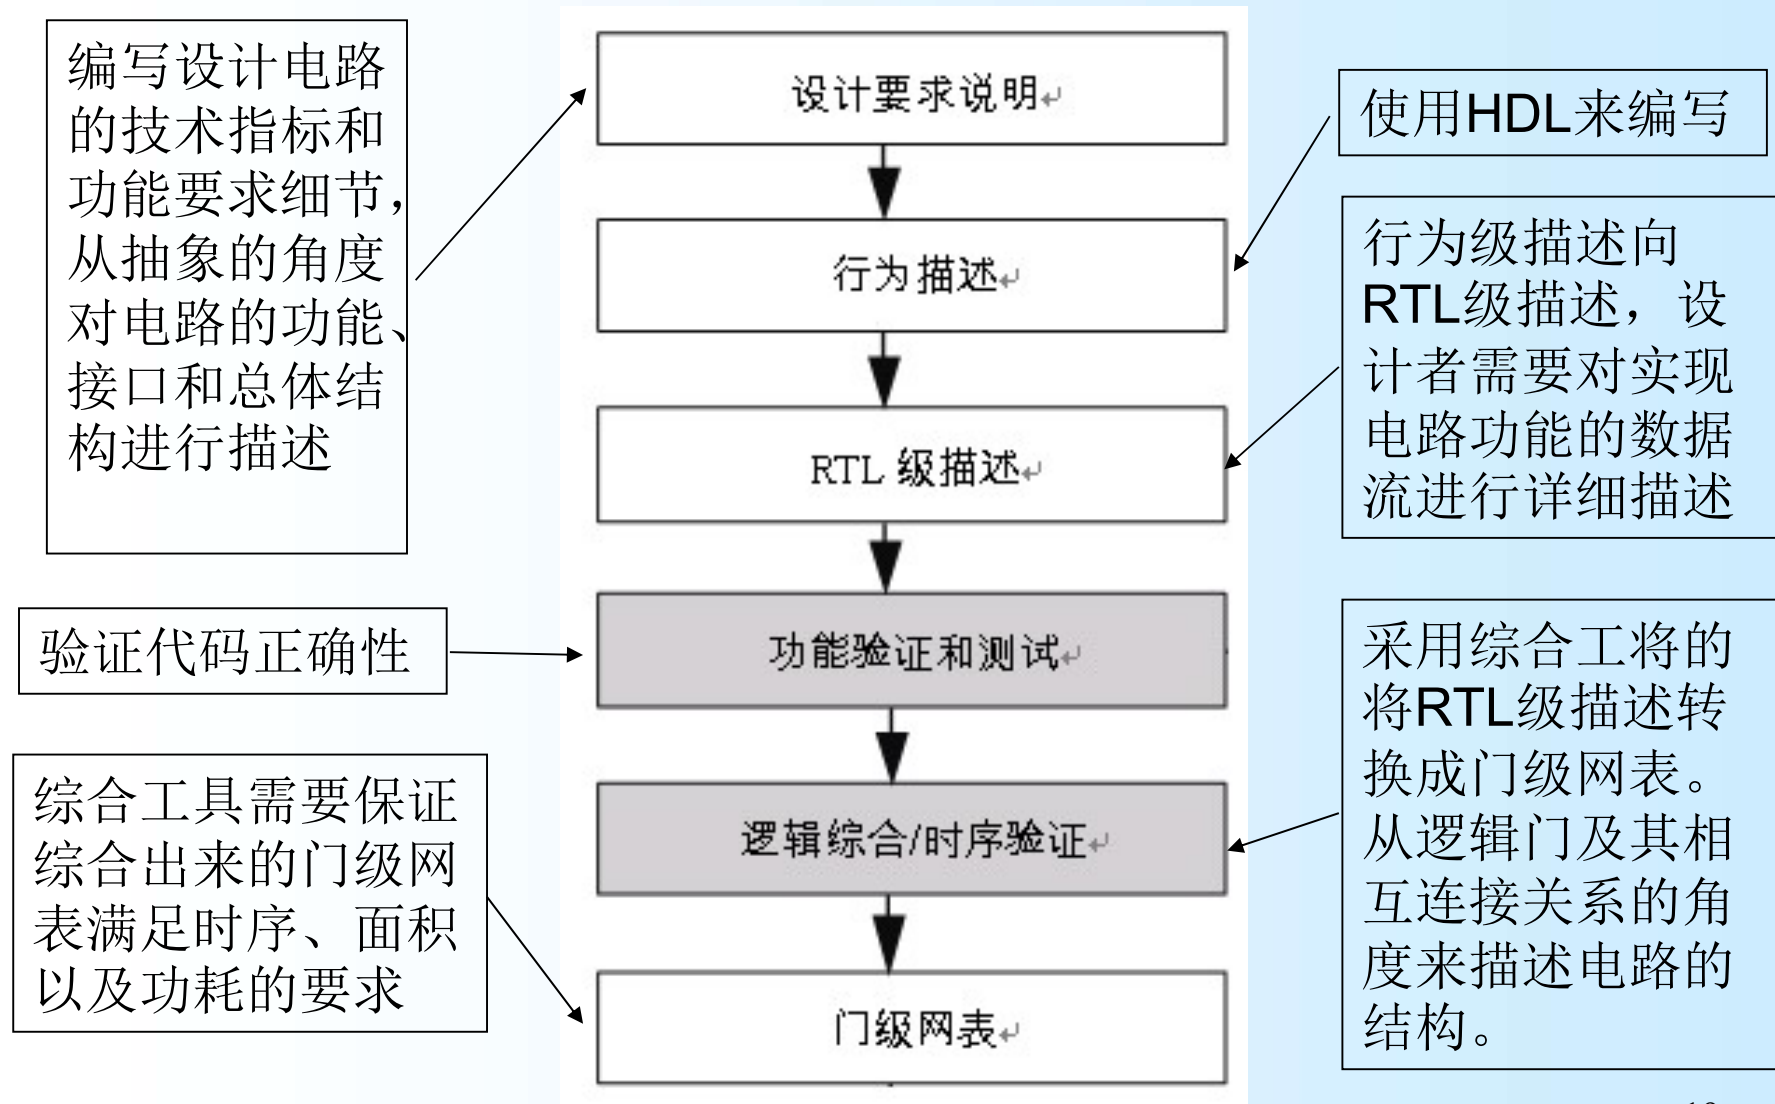 编写设计电路
的技术指标和
功能要求细节，
从抽象的角度
对电路的功能、
接口和总体结
构进行描述
验证代码正确性
综合工具需要保证
综合出来的门级网
表满足时序、面积
以及功耗的要求
设计要求说明↵
行为描述↵
RTL 级描述↵
功能验证和测试↵
逻辑综合/时序验证↵
门级网表↵
使用HDL来编写
行为级描述向
RTL级描述，设
计者需要对实现
电路功能的数据
流进行详细描述
采用综合工将的
将RTL级描述转
换成门级网表。
从逻辑门及其相
互连接关系的角
度来描述电路的
结构。